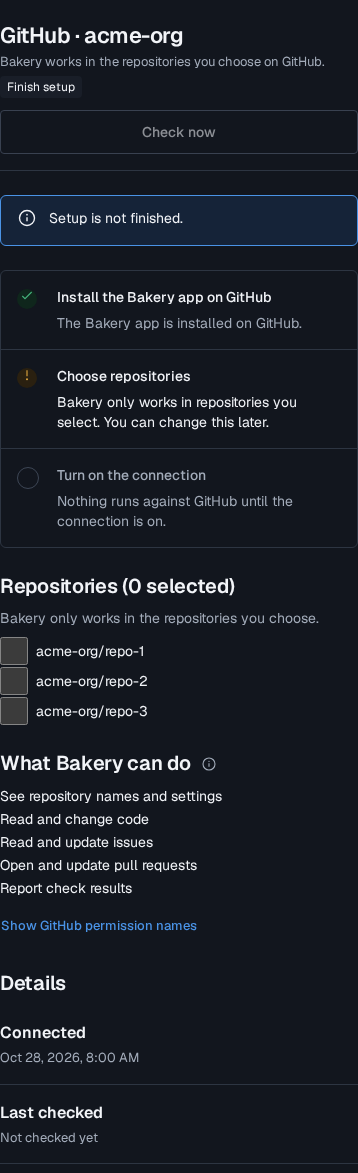 GitHub · acme-org
Bakery works in the repositories you choose on GitHub.
Finish setup
Check now
Setup is not finished.
Install the Bakery app on GitHub
The Bakery app is installed on GitHub.
Choose repositories
Bakery only works in repositories you
select. You can change this later.
Turn on the connection
Nothing runs against GitHub until the
connection is on.
Repositories (0 selected)
Bakery only works in the repositories you choose.
acme-org/repo-1
acme-org/repo-2
acme-org/repo-3
What Bakery can do
See repository names and settings
Read and change code
Read and update issues
Open and update pull requests
Report check results
Show GitHub permission names
Details
Connected
Oct 28, 2026, 8:00 AM
Last checked
Not checked yet